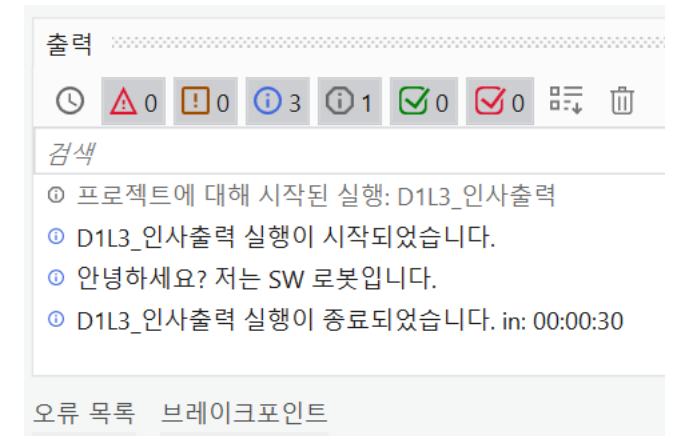 출력
0 0 3 1 0 0
검색
프로젝트에 대해 시작된 실행: D1L3_인사출력
D1L3_인사출력 실행이 시작되었습니다.
안녕하세요? 저는 SW 로봇입니다.
D1L3_인사출력 실행이 종료되었습니다. in: 00:00:30
오류 목록 브레이크포인트